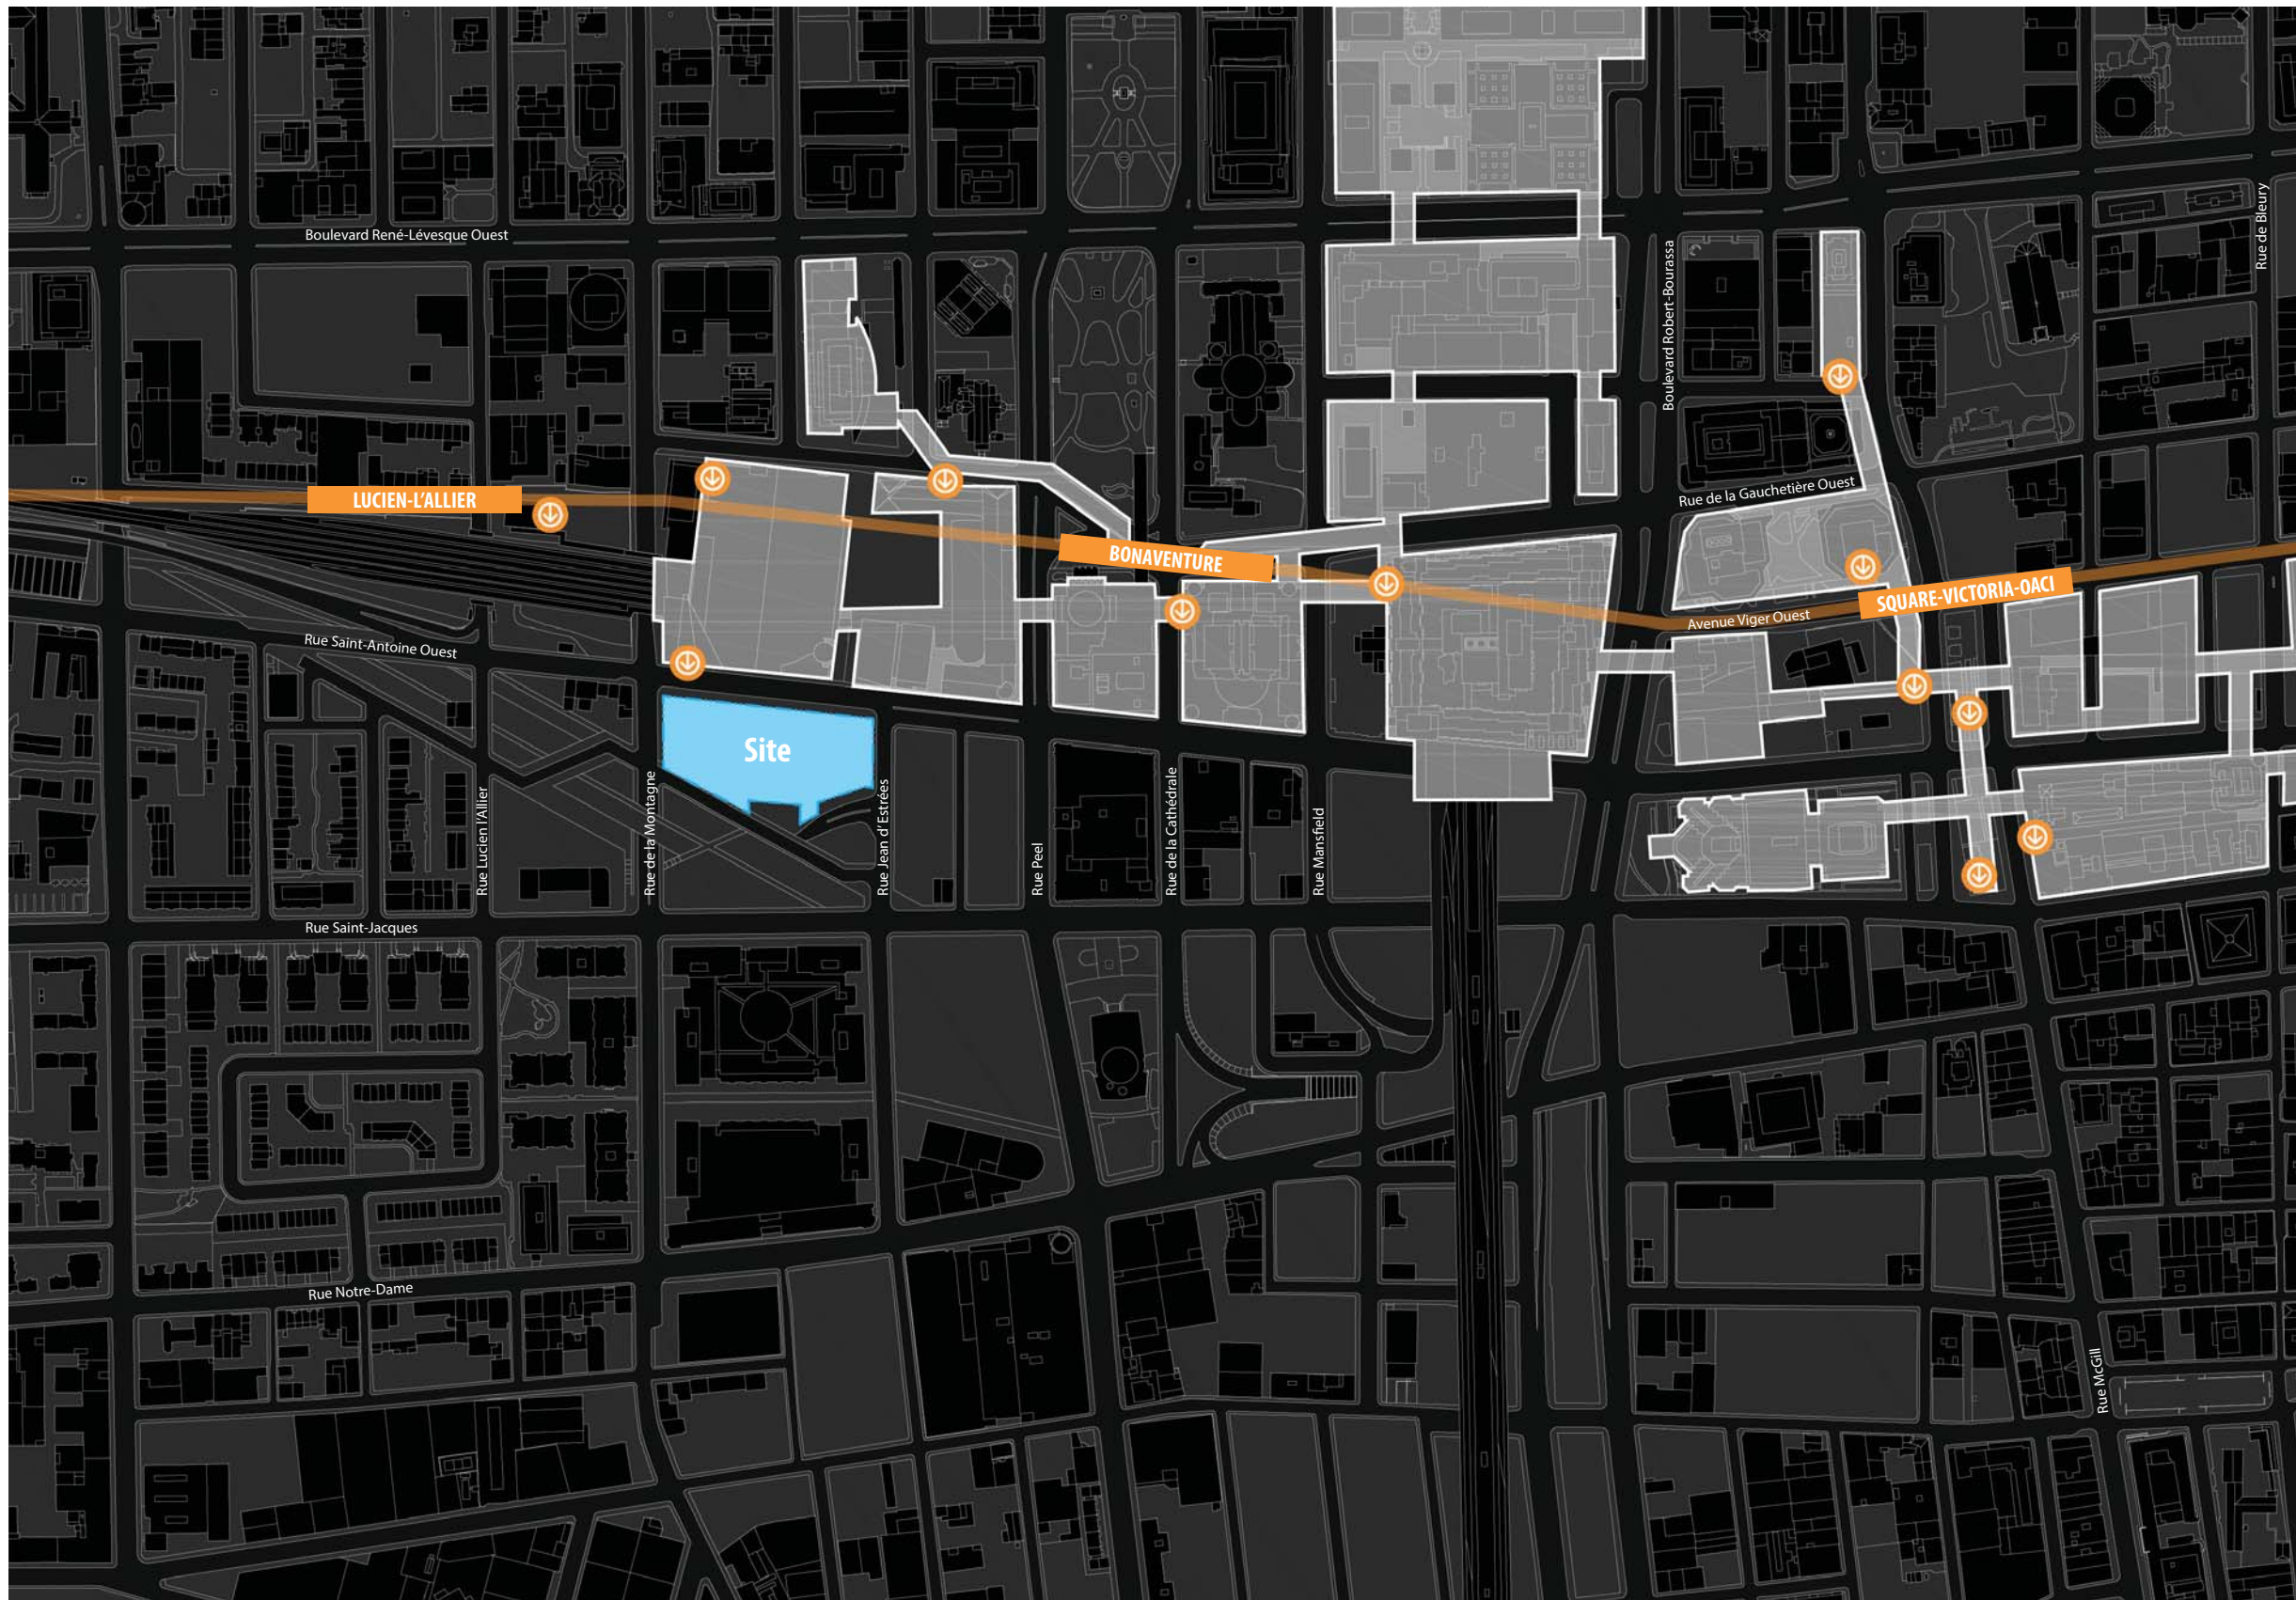 Boulevard René-Lévesque Ouest
Rue de Bleury
Boulevard Robert-Bourassa
LUCIEN-L'ALLIER
Rue de la Gauchetière Ouest
BONAVENTURE
SQUARE-VICTORIA-OACI
Avenue Viger Ouest
Rue Saint-Antoine Ouest
Site
Rue Lucien l'Allier
Rue de la Montagne
Rue Jean d'Estrées
Rue Peel
Rue de la Cathédrale
Rue Mansfield
Rue Saint-Jacques
Rue Notre-Dame
Rue McGill